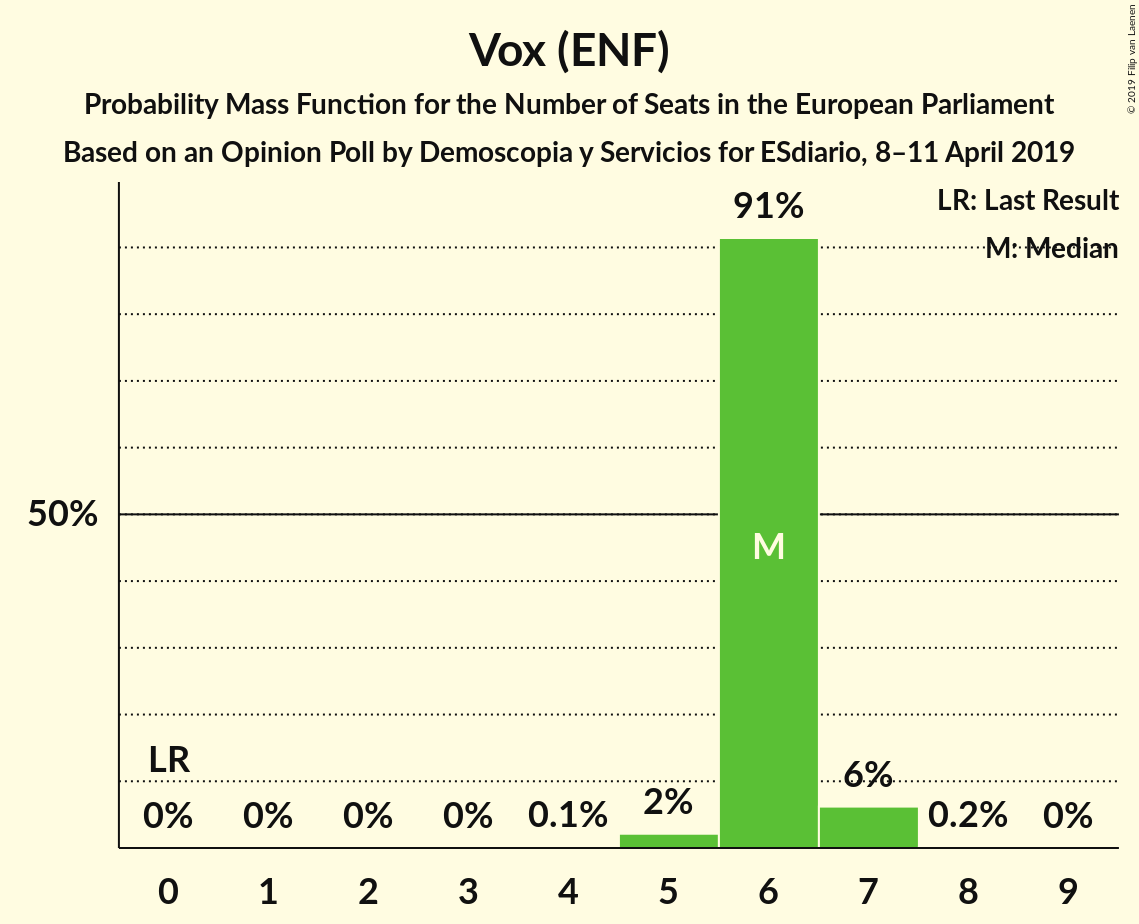 Vox (ENF)
Probability Mass Function for the Number of Seats in the European Parliament
Based on an Opinion Poll by Demoscopia y Servicios for ESdiario, 8–11 April 2019
© 2019 Filip van Laenen
LR: Last Result
M: Median
91%
50%
M
LR
0% 0% 0% 0% 0.1% 2% 6% 0.2% 0%
0 1 2 3 4 5 6 7 8 9